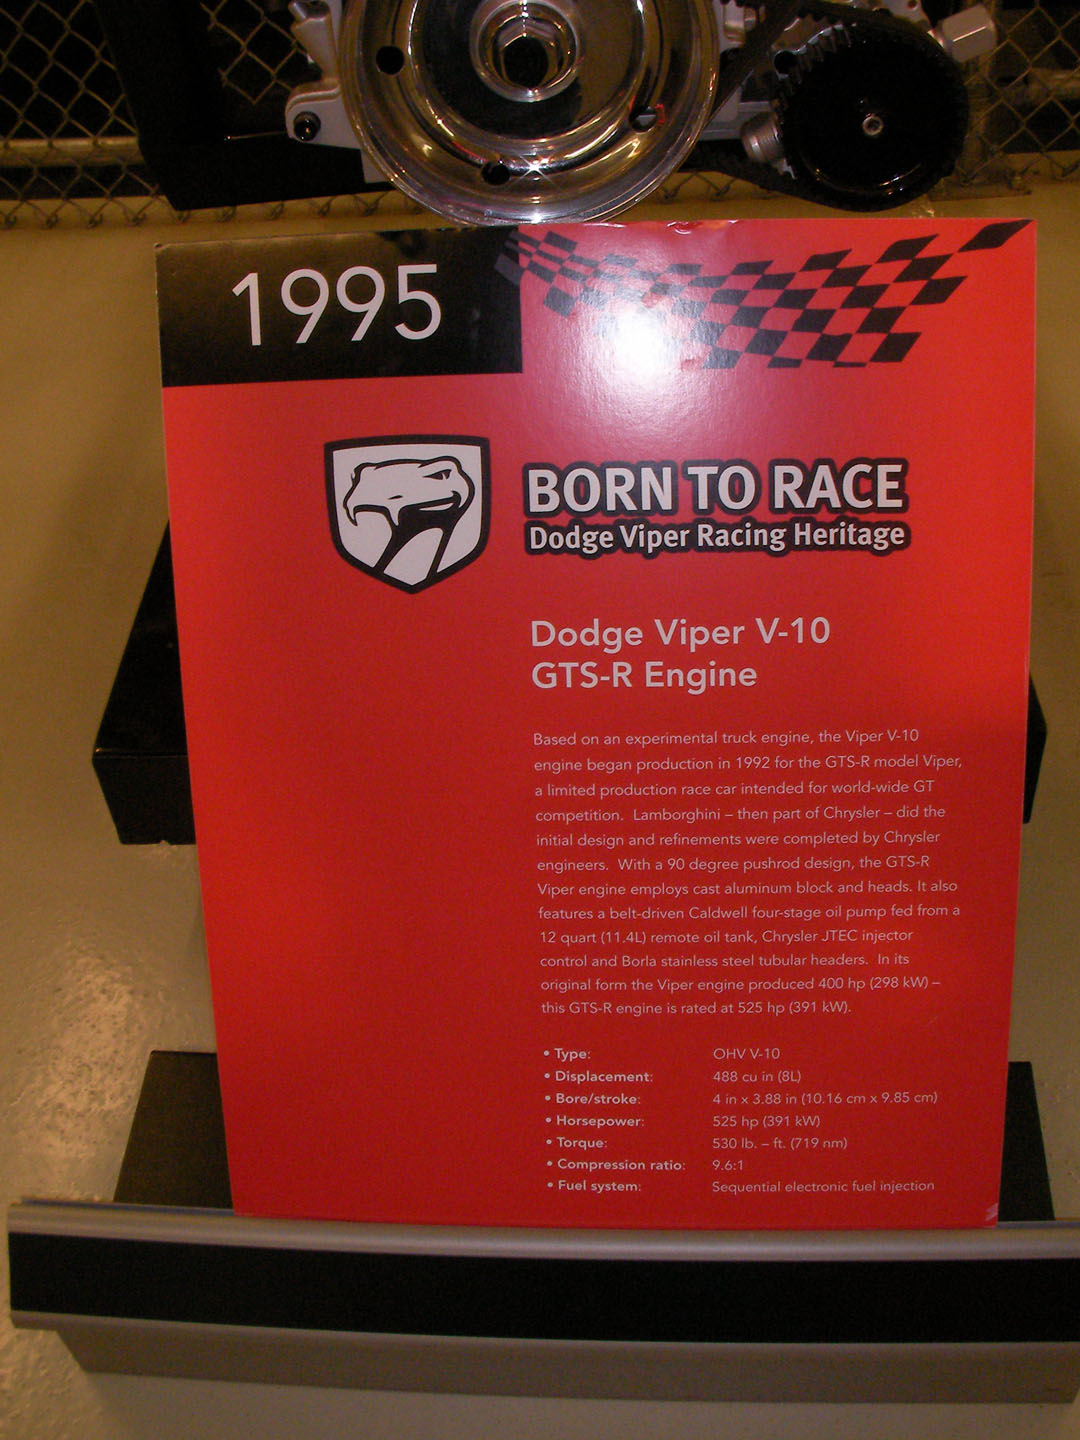 1995
BORN TO RACE
Dodge Viper Racing Heritage
Dodge Viper V-10
GTS-R Engine
Based on an experimental truck engine, the Viper V-10
engine began production in 1992 for the GTS-R model Viper,
a limited production race car intended for world-wide GT
competition. Lamborghini – then part of Chrysler – did the
initial design and refinements were completed by Chrysler
engineers. With a 90 degree pushrod design, the GTS-R
Viper engine employs cast aluminum block and heads. It also
features a belt-driven Caldwell four-stage oil pump fed from a
12 quart (11.4L) remote oil tank, Chrysler JTEC injector
control and Borla stainless steel tubular headers. In its
original form the Viper engine produced 400 hp (298 kW) –
this GTS-R engine is rated at 525 hp (391 kW).
• Type: OHV V-10
• Displacement: 488 cu in (8L)
• Bore/stroke: 4 in x 3.88 in (10.16 cm x 9.85 cm)
• Horsepower: 525 hp (391 kW)
• Torque: 530 lb. – ft. (719 nm)
• Compression ratio: 9.6:1
• Fuel system: Sequential electronic fuel injection